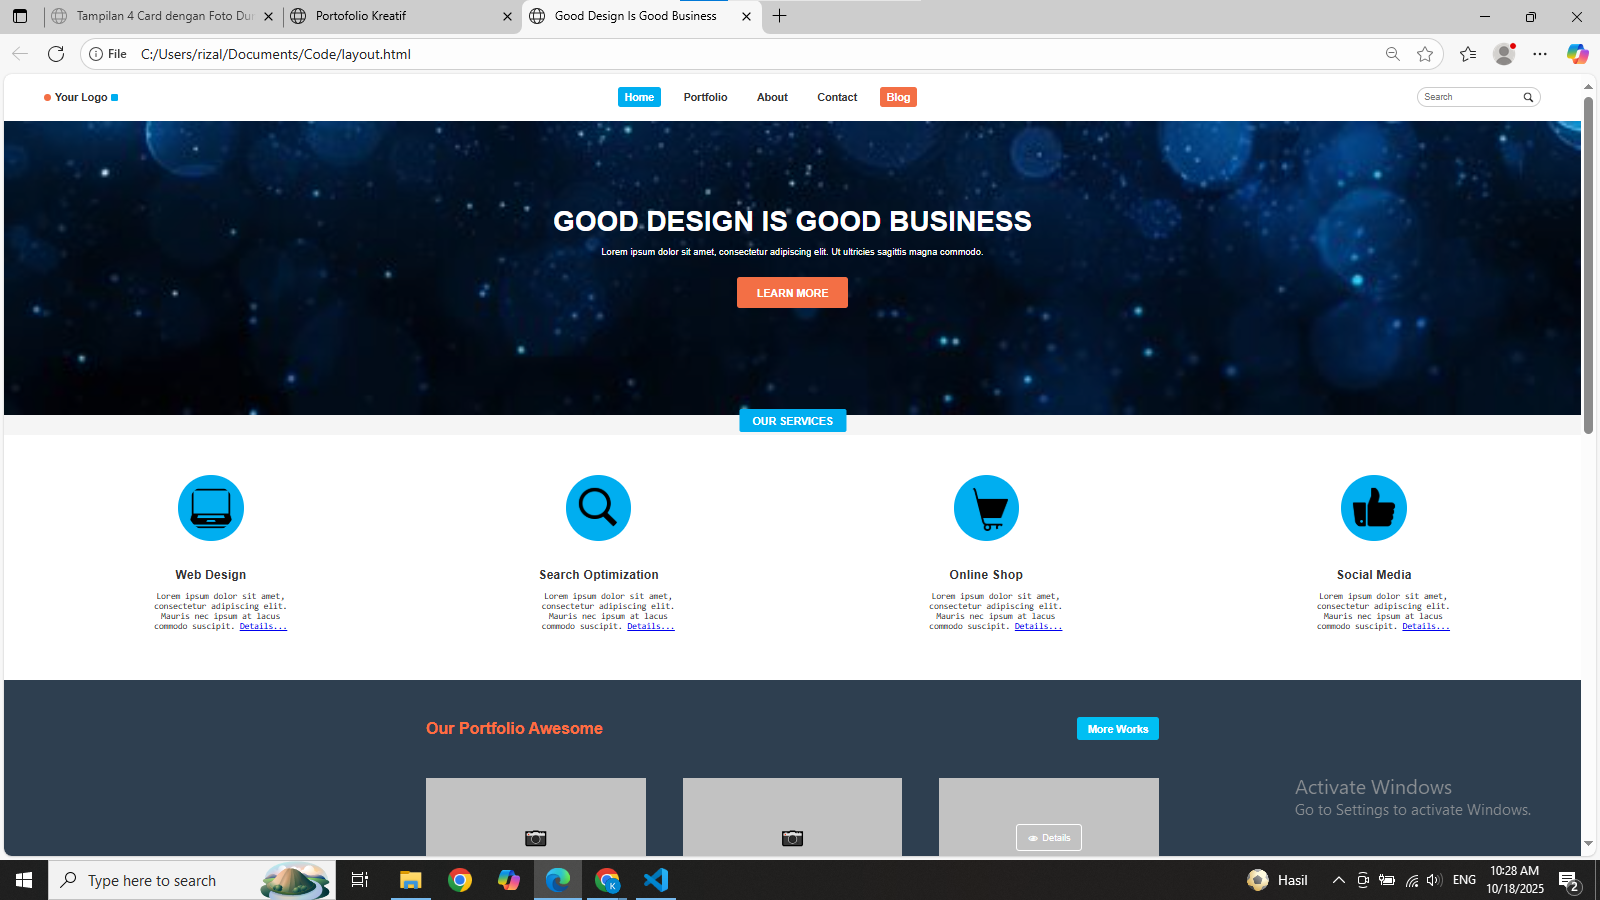 Tampilan 4 Card dengan Foto Du
Portofolio Kreatif
Good Design Is Good Business
File
C:/Users/rizal/Documents/Code/layout.html
Your Logo
Home
Portfolio
About
Contact
Blog
Search
GOOD DESIGN IS GOOD BUSINESS
Lorem ipsum dolor sit amet, consectetur adipiscing elit. Ut ultricies sagittis magna commodo.
LEARN MORE
OUR SERVICES
Web Design
Lorem ipsum dolor sit amet,
consectetur adipiscing elit.
Mauris nec ipsum at lacus
commodo suscipit. Details...
Search Optimization
Lorem ipsum dolor sit amet,
consectetur adipiscing elit.
Mauris nec ipsum at lacus
commodo suscipit. Details...
Online Shop
Lorem ipsum dolor sit amet,
consectetur adipiscing elit.
Mauris nec ipsum at lacus
commodo suscipit. Details...
Social Media
Lorem ipsum dolor sit amet,
consectetur adipiscing elit.
Mauris nec ipsum at lacus
commodo suscipit. Details...
Our Portfolio Awesome
More Works
Details
Activate Windows
Go to Settings to activate Windows.
Type here to search
K
Hasil
ENG
10:28 AM
10/18/2025
2